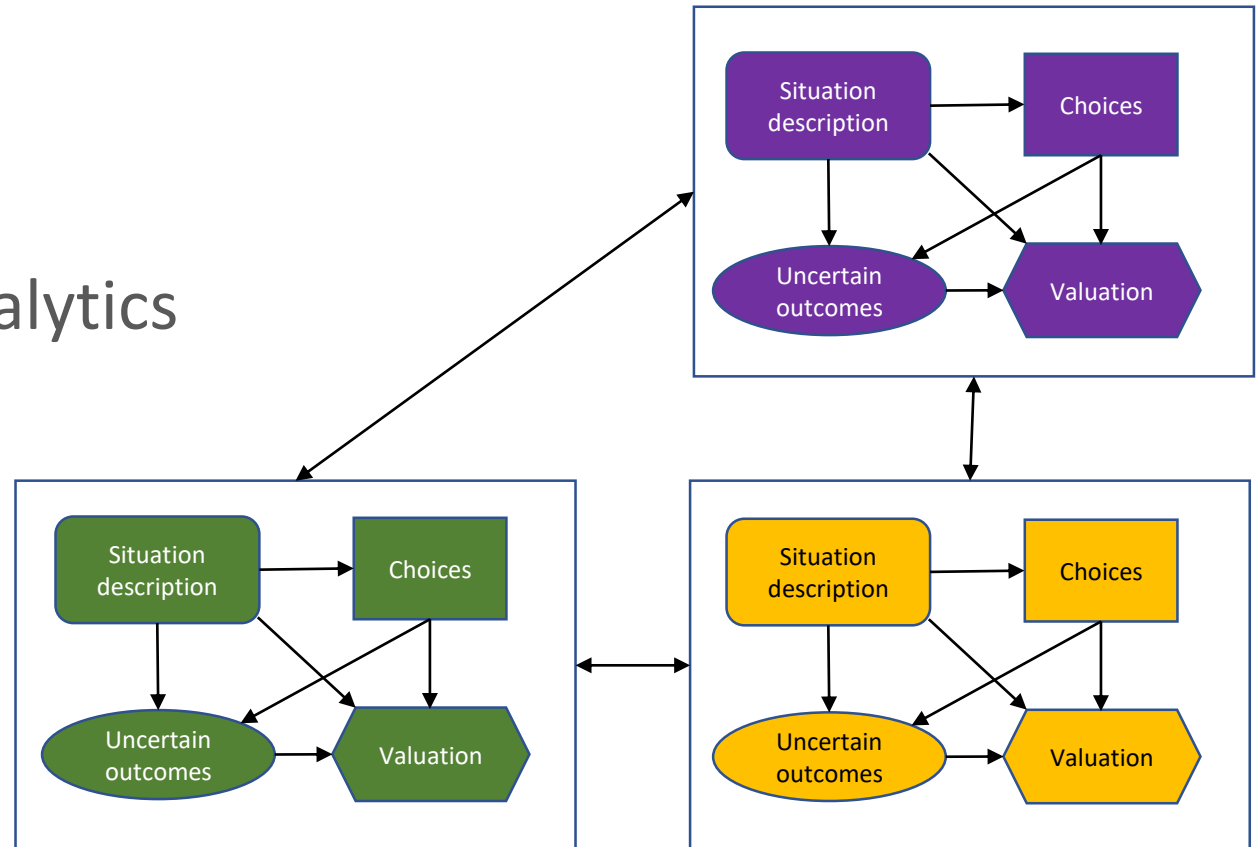 Situation
description
Choices
Uncertain
outcomes
Valuation
alytics
Situation
description
Choices
Uncertain
outcomes
Valuation
Situation
description
Choices
Uncertain
outcomes
Valuation